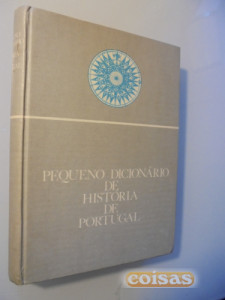 PEQUENO DICIONÁRIO
DE
HISTÓRIA
DE
PORTUGAL
coisas